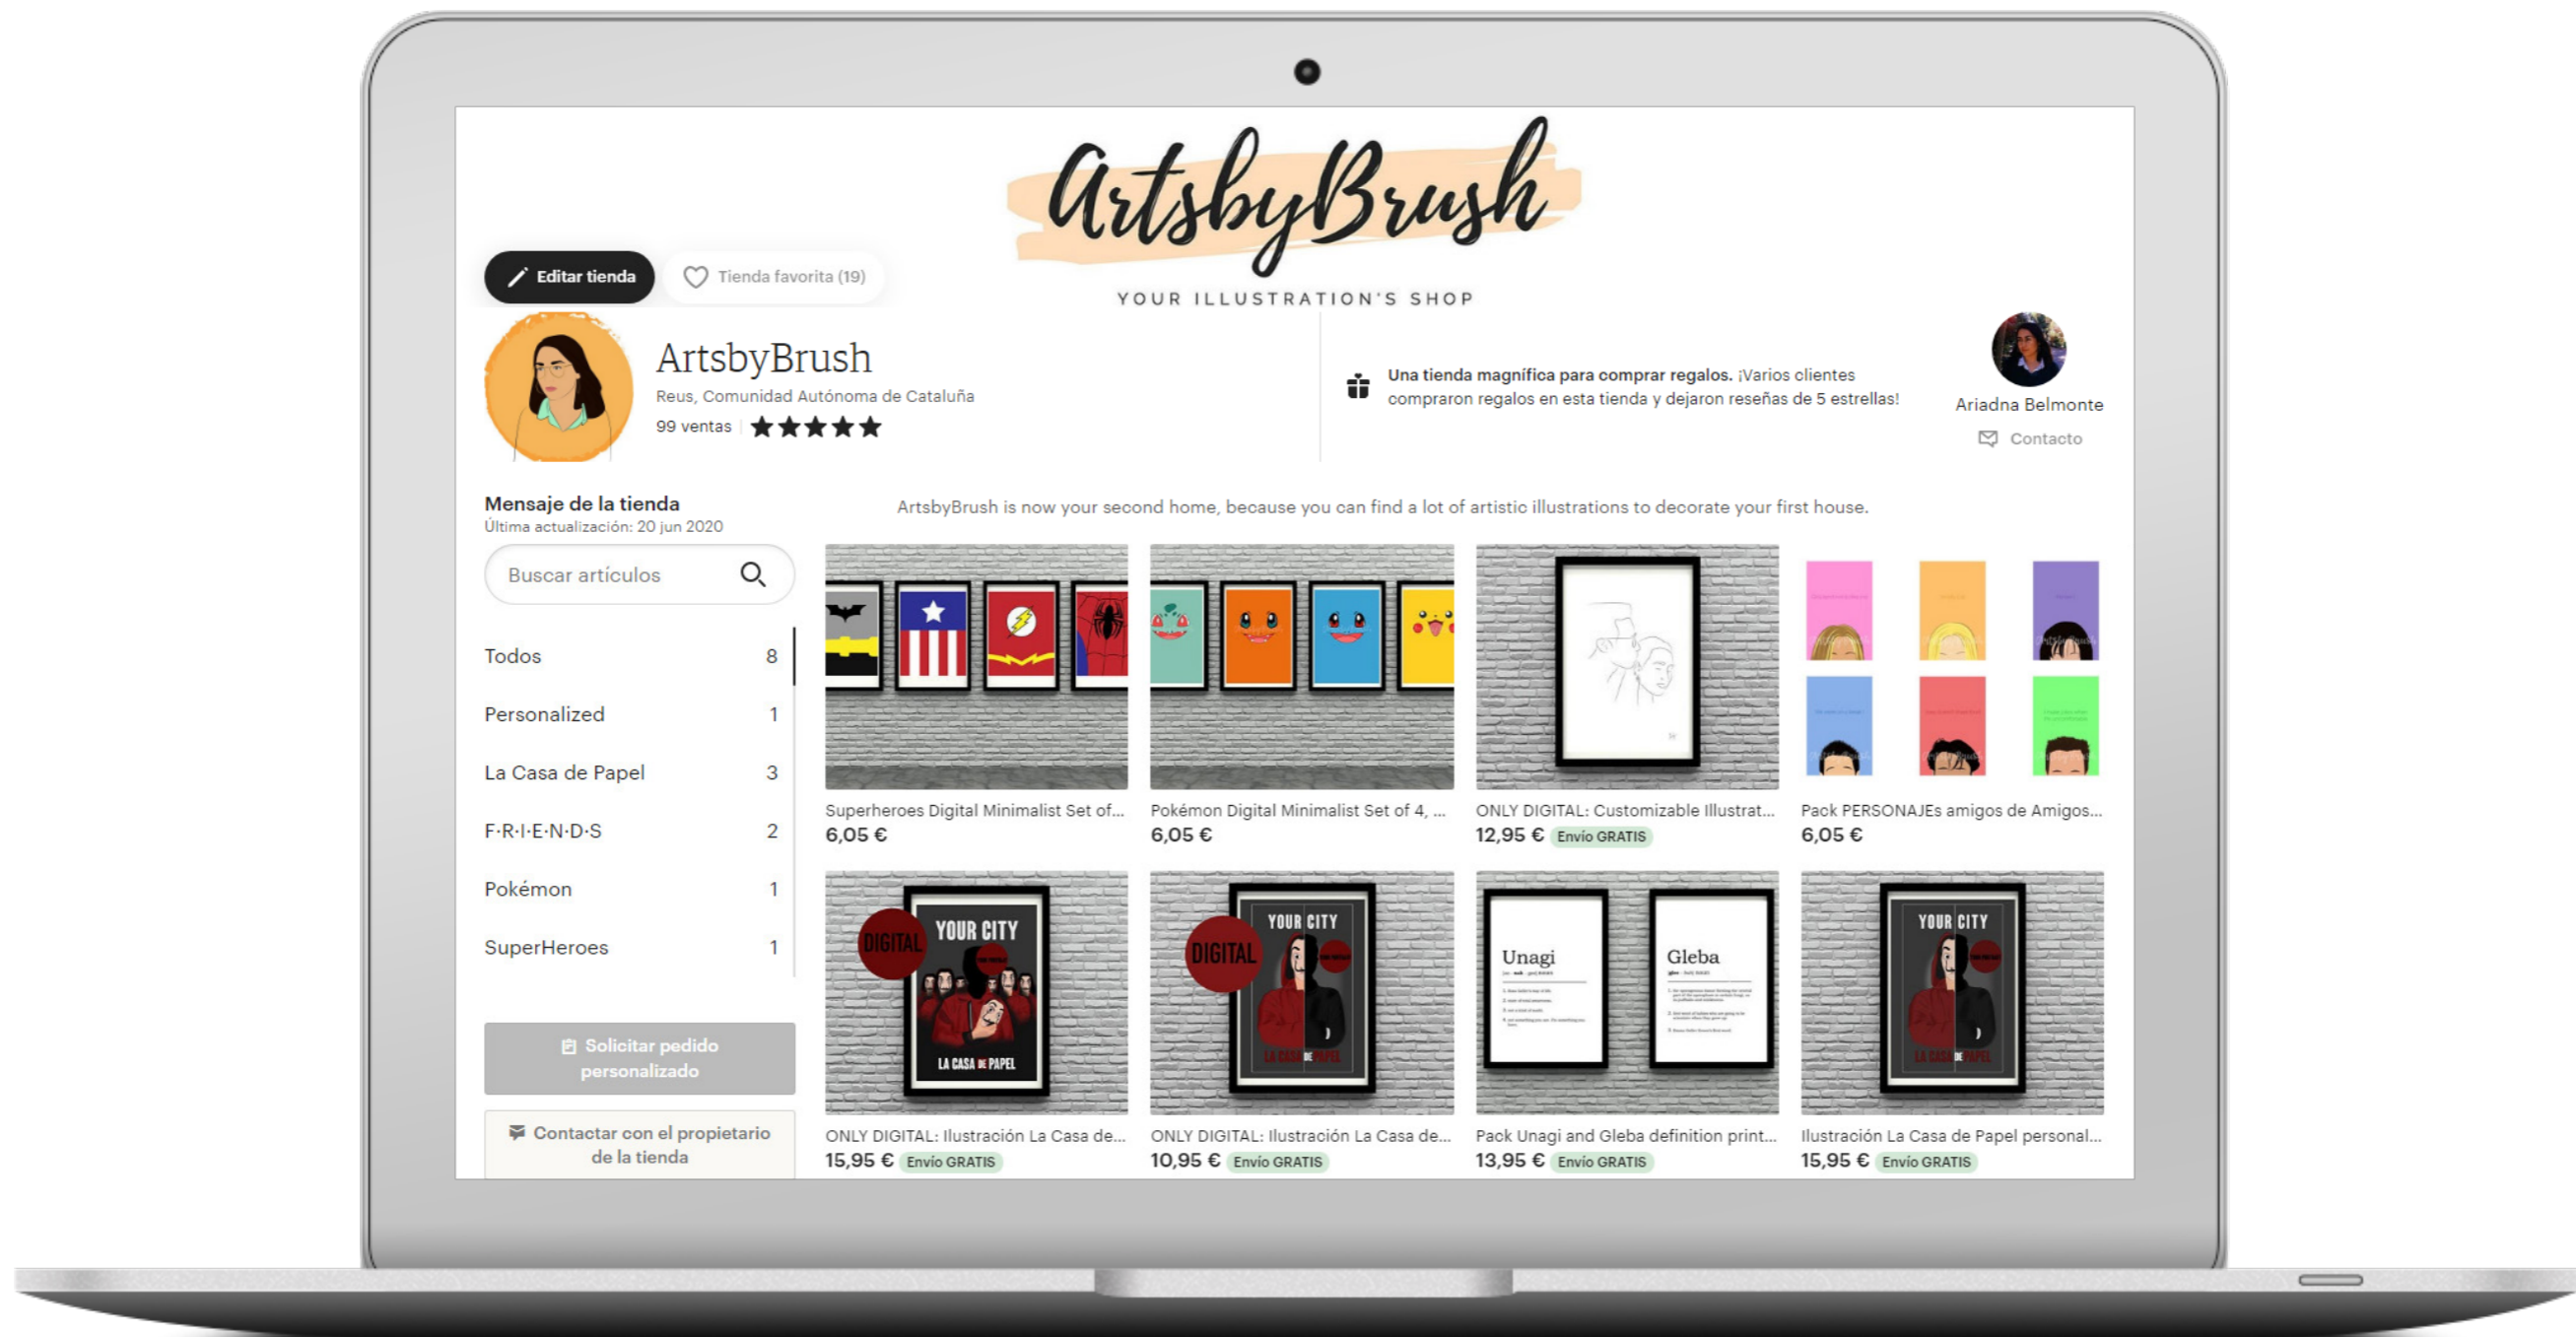 ArtsbyBrush
YOUR ILLUSTRATION'S SHOP
Editar tienda
Tienda favorita (19)
ArtsbyBrush
Reus, Comunidad Autónoma de Cataluña
99 ventas
Una tienda magnífica para comprar regalos. ¡Varios clientes
compraron regalos en esta tienda y dejaron reseñas de 5 estrellas!
Ariadna Belmonte
Contacto
Mensaje de la tienda
Última actualización: 20 jun 2020
ArtsbyBrush is now your second home, because you can find a lot of artistic illustrations to decorate your first house.
Buscar artículos
Todos 8
Personalized 1
La Casa de Papel 3
F·R·I·E·N·D·S 2
Pokémon 1
SuperHeroes 1
Solicitar pedido
personalizado
Contactar con el propietario
de la tienda
Superheroes Digital Minimalist Set of...
6,05 €
Pokémon Digital Minimalist Set of 4, ...
6,05 €
ONLY DIGITAL: Customizable Illustrat...
12,95 € Envío GRATIS
Pack PERSONAJEs amigos de Amigos...
6,05 €
DIGITAL
YOUR CITY
LA CASA DE PAPEL
ONLY DIGITAL: Ilustración La Casa de...
15,95 € Envío GRATIS
DIGITAL
YOUR CITY
LA CASA DE PAPEL
ONLY DIGITAL: Ilustración La Casa de...
10,95 € Envío GRATIS
Unagi
Gleba
Pack Unagi and Gleba definition print...
13,95 € Envío GRATIS
YOUR CITY
LA CASA DE PAPEL
Ilustración La Casa de Papel personal...
15,95 € Envío GRATIS